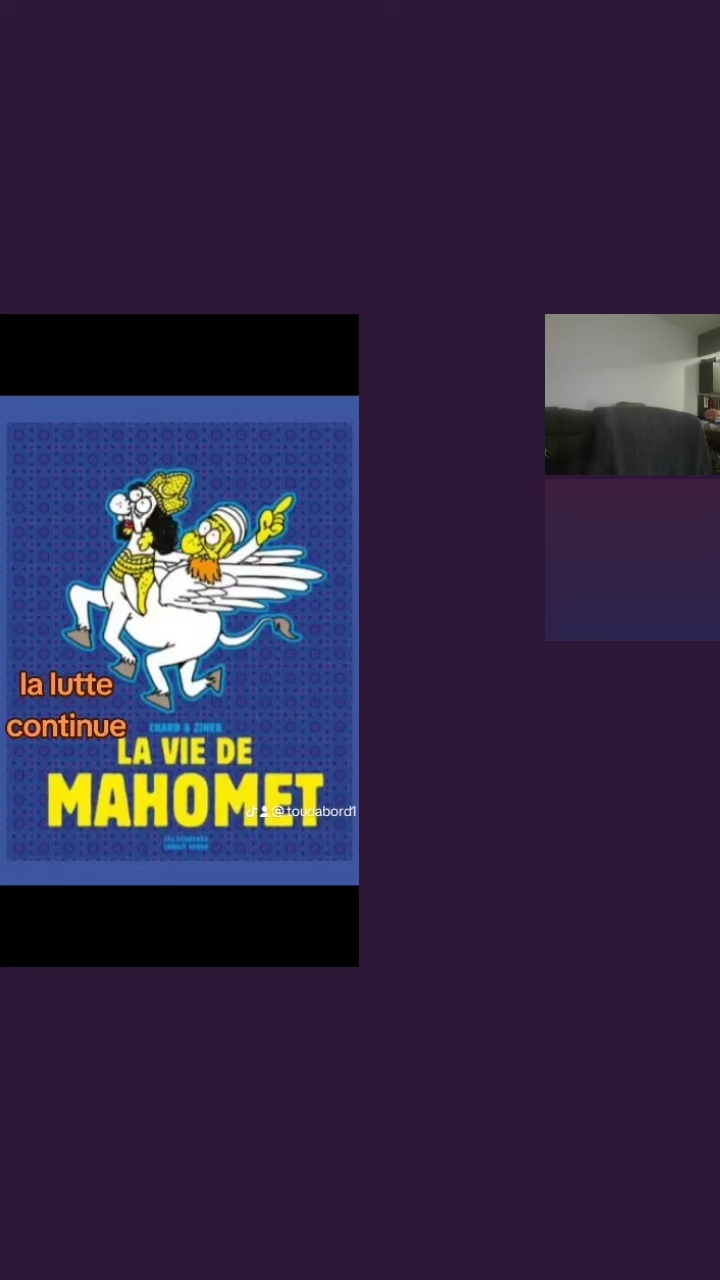 la lutte
continue
CHARB & ZINEB
LA VIE DE
MAHOMET
@toudabord1